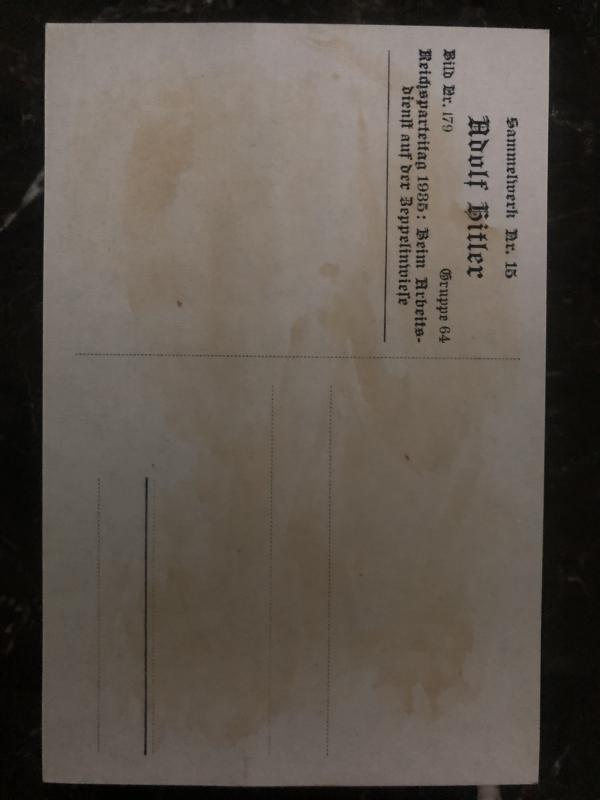 Sammelwerk Nr. 15
Adolf Hitler
Bild Nr. 179 Gruppe 64
Reichsparteitag 1935: Beim Arbeits-
dienst auf der Zeppelinwiese